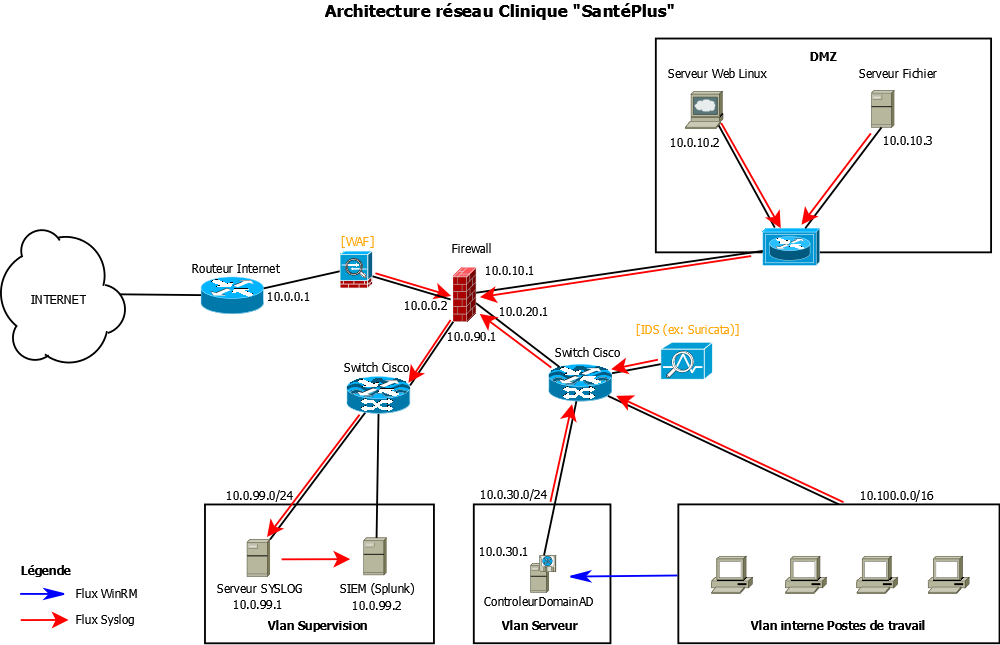 Architecture réseau Clinique "SantéPlus"
DMZ
Serveur Web Linux
Serveur Fichier
10.0.10.2
10.0.10.3
[WAF]
Firewall
Routeur Internet
10.0.10.1
INTERNET
10.0.0.1
10.0.0.2
10.0.20.1
[IDS (ex: Suricata)]
10.0.90.1
Switch Cisco
Switch Cisco
10.0.99.0/24
10.0.30.0/24
10.100.0.0/16
10.0.30.1
Légende
Flux WinRM
Flux Syslog
Serveur SYSLOG
10.0.99.1
SIEM (Splunk)
10.0.99.2
ControleurDomainAD
Vlan Supervision
Vlan Serveur
Vlan interne Postes de travail